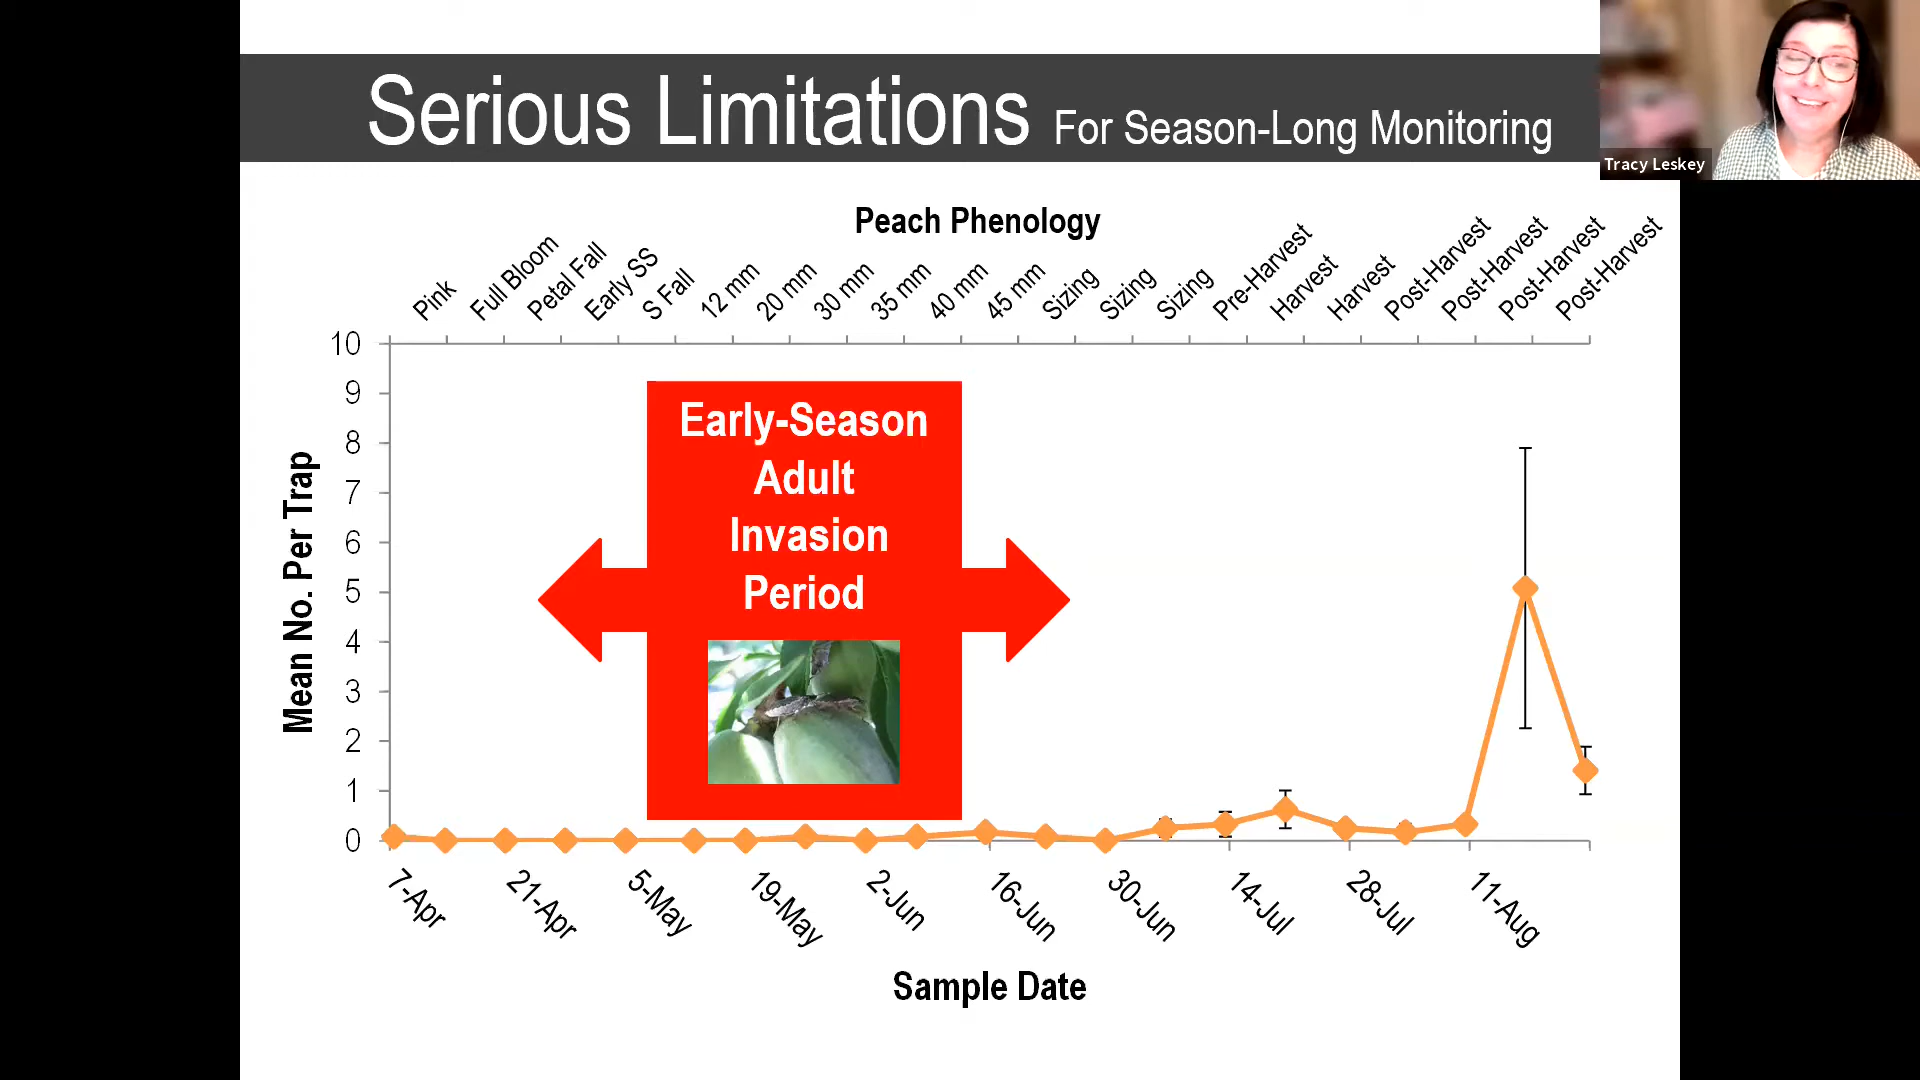 Serious Limitations For Season-Long Monitoring
Tracy Leskey
Peach Phenology
Pink
Full Bloom
Petal Fall
Early SS
S Fall
12 mm
20 mm
30 mm
35 mm
40 mm
45 mm
Sizing
Sizing
Sizing
Pre-Harvest
Harvest
Harvest
Post-Harvest
Post-Harvest
Post-Harvest
Post-Harvest
Mean No. Per Trap
10
9
8
7
6
5
4
3
2
1
0
Early-Season
Adult
Invasion
Period
7-Apr
21-Apr
5-May
19-May
2-Jun
16-Jun
30-Jun
14-Jul
28-Jul
11-Aug
Sample Date